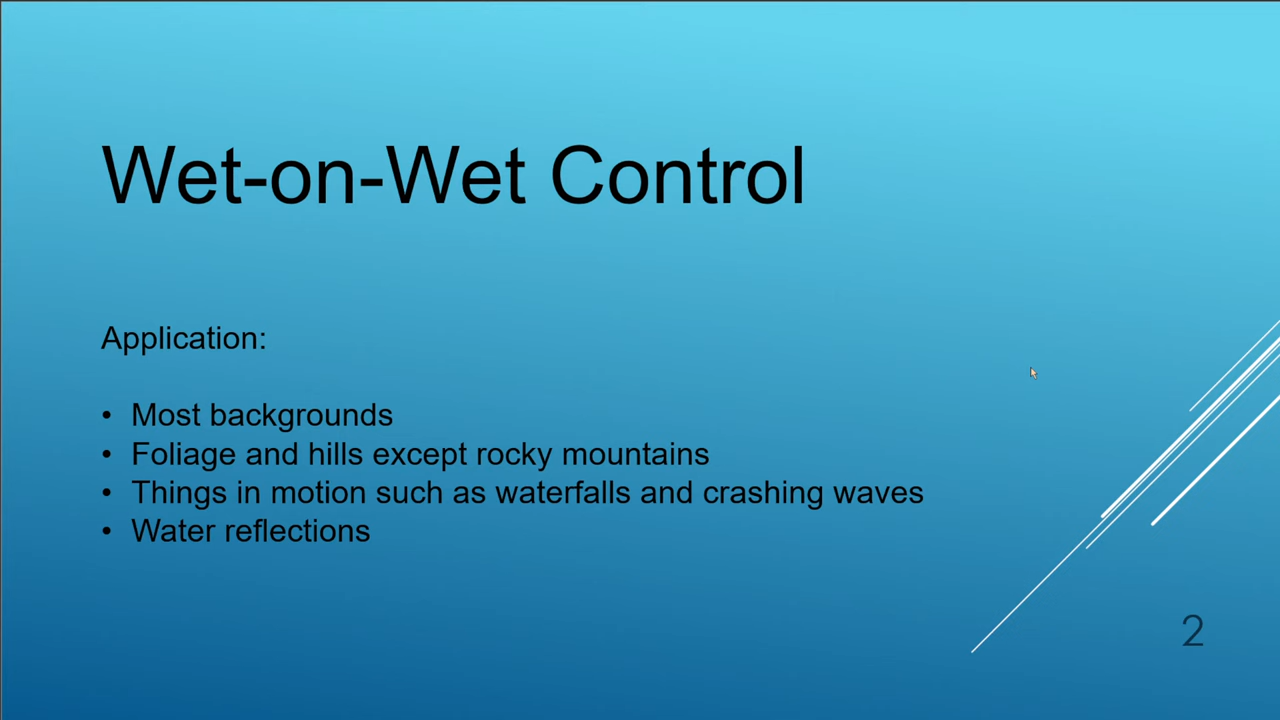 Wet-on-Wet Control
Application:
• Most backgrounds
• Foliage and hills except rocky mountains
• Things in motion such as waterfalls and crashing waves
• Water reflections
2